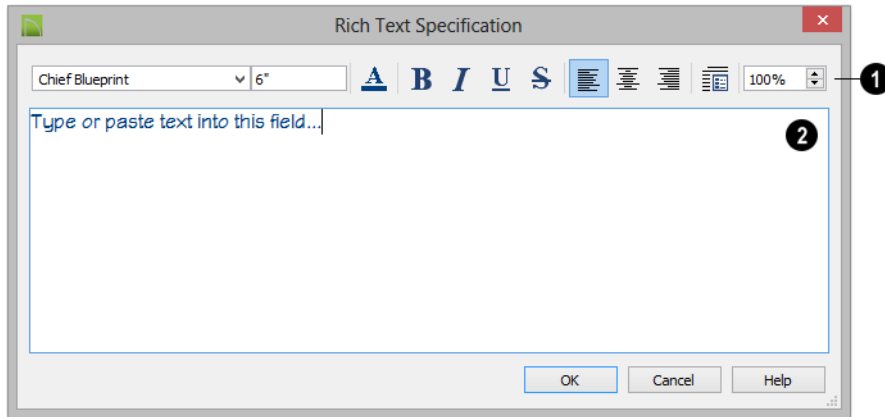 Rich Text Specification
Chief Blueprint 6" A B I U S 100% 1
Type or paste text into this field...
2
OK Cancel Help